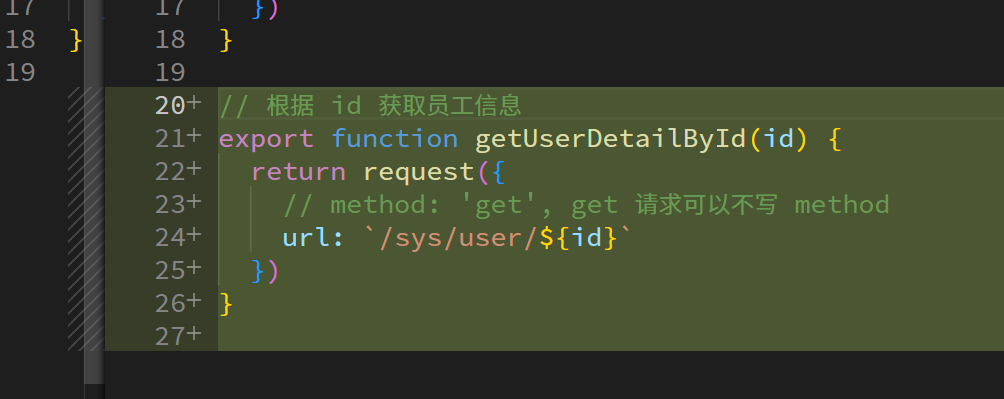 17 17 })
18 } 18 }
19 19
20+ // 根据 id 获取员工信息
21+ export function getUserDetailById(id) {
22+ return request({
23+ // method: 'get', get 请求可以不写 method
24+ url: `/sys/user/${id}`
25+ })
26+ }
27+